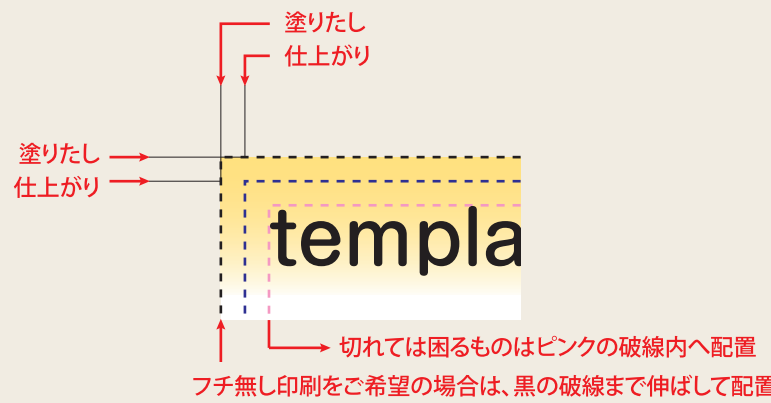 塗りたし
仕上がり
塗りたし
仕上がり
templa
切れては困るものはピンクの破線内へ配置
フチ無し印刷をご希望の場合は、黒の破線まで伸ばして配置